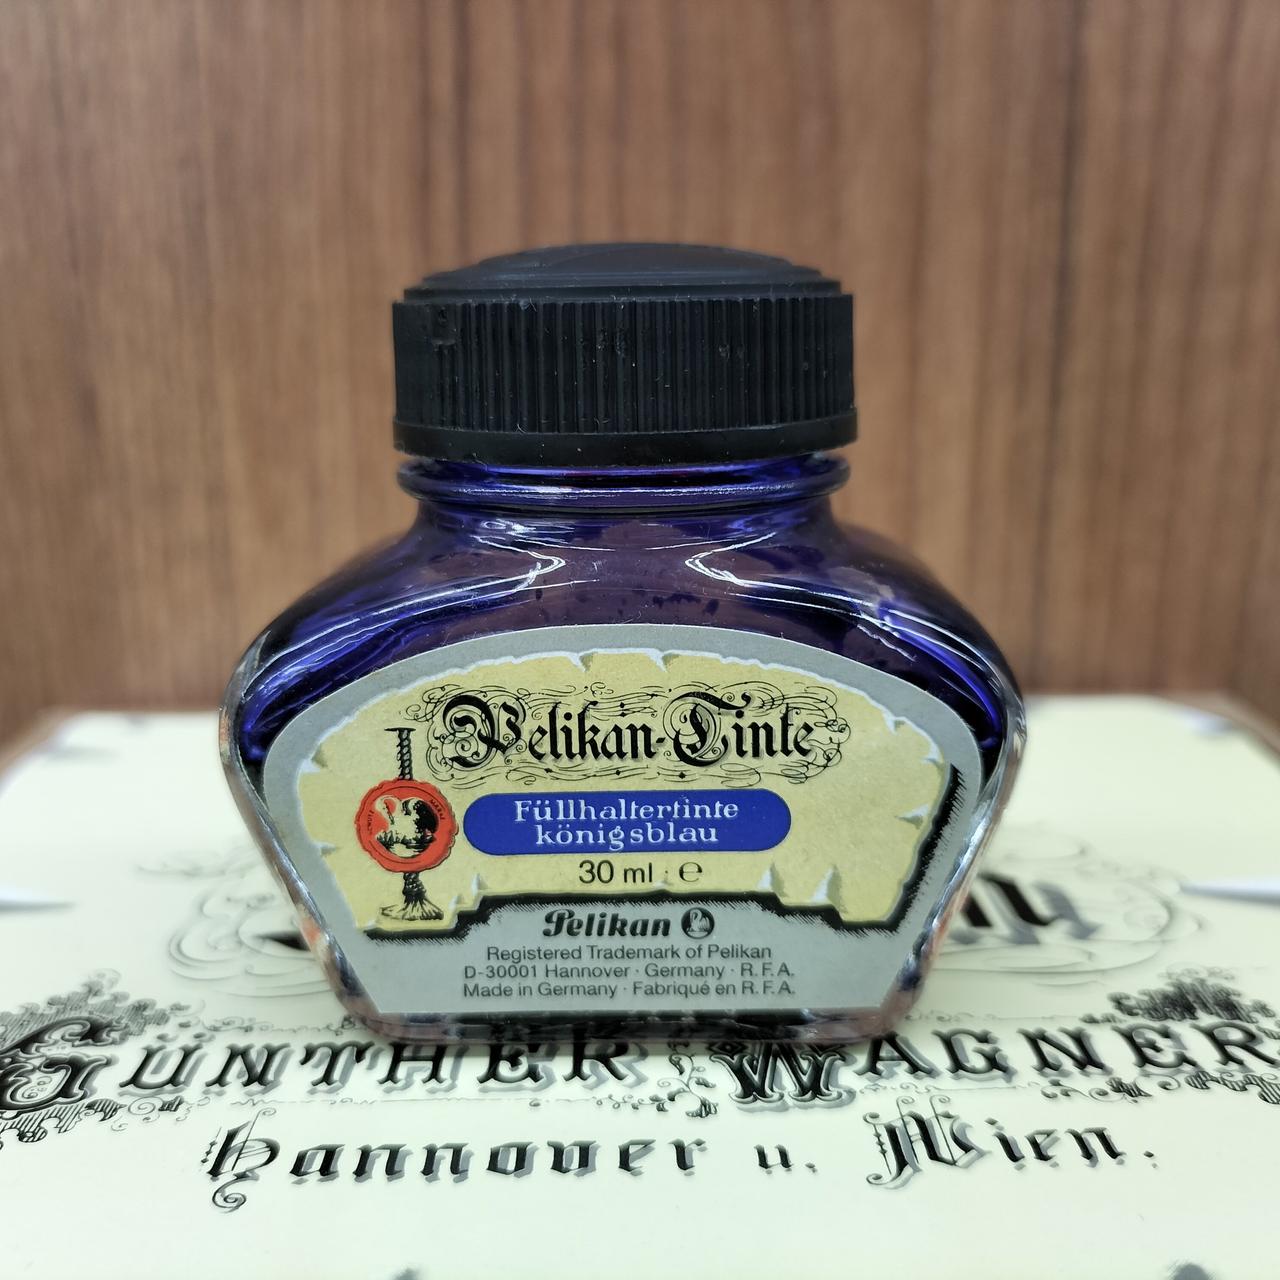 Pelikan-Tinte
Füllhaltertinte
königsblau
30 ml ℮
Pelikan
Registered Trademark of Pelikan
D-30001 Hannover · Germany · R.F.A.
Made in Germany · Fabriqué en R.F.A.
GÜNTHER WAGNER
Hannover u. Wien.